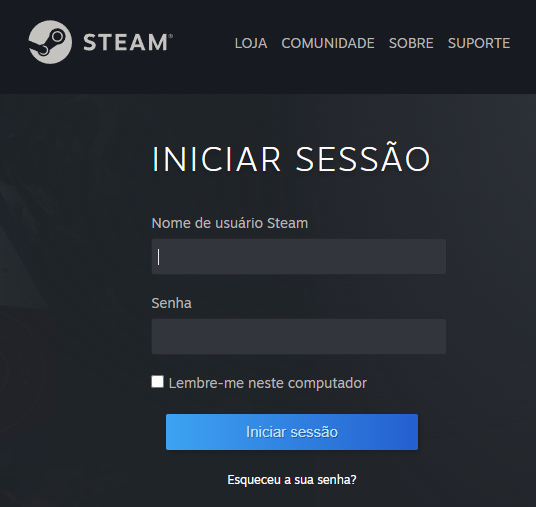 STEAM®
LOJA COMUNIDADE SOBRE SUPORTE
INICIAR SESSÃO
Nome de usuário Steam
Senha
Lembre-me neste computador
Iniciar sessão
Esqueceu a sua senha?